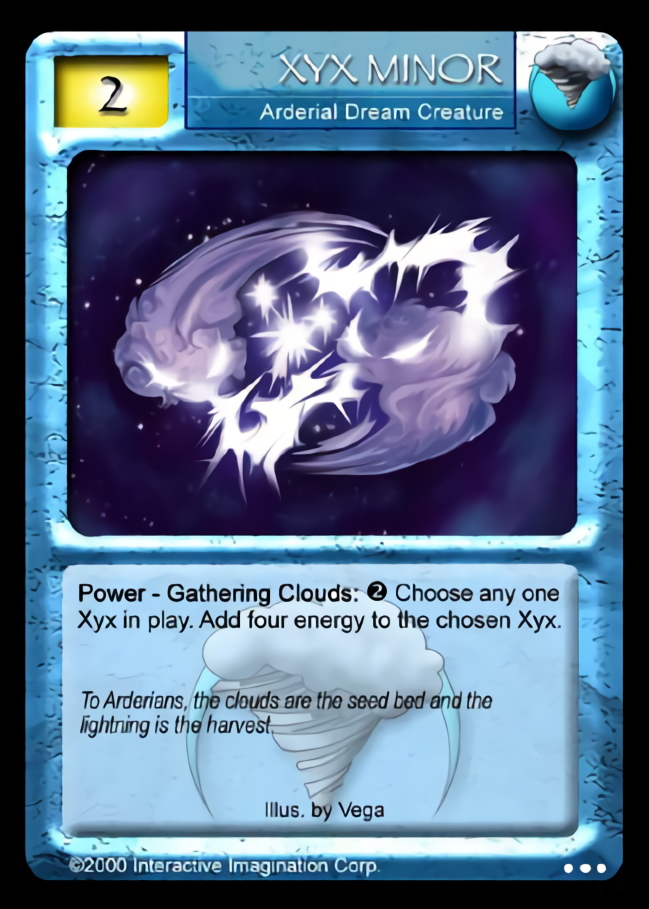 2
XYX MINOR
Arderial Dream Creature
Power - Gathering Clouds: ❷ Choose any one
Xyx in play. Add four energy to the chosen Xyx.
To Arderians, the clouds are the seed bed and the
lightning is the harvest.
Illus. by Vega
©2000 Interactive Imagination Corp.